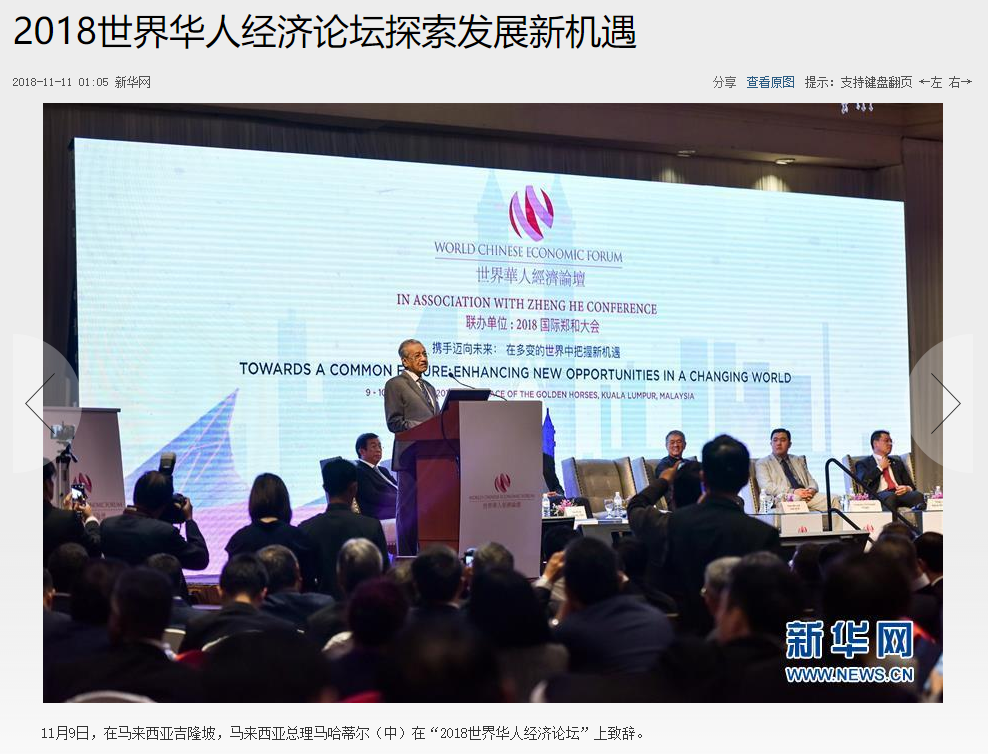 2018世界华人经济论坛探索发展新机遇
2018-11-11 01:05 新华网
分享 查看原图 提示：支持键盘翻页 ←左 右→
WORLD CHINESE ECONOMIC FORUM
世界華人經濟論壇
IN ASSOCIATION WITH ZHENG HE CONFERENCE
联办单位 : 2018 国际郑和大会
携手迈向未来： 在多变的世界中把握新机遇
TOWARDS A COMMON ENHANCING NEW OPPORTUNITIES IN A CHANGING WORLD
OF THE GOLDEN HORSES, KUALA LUMPUR, MALAYSIA
WORLD CHINESE ECONOMIC FORUM
世界華人經濟論壇
新华网
WWW.NEWS.CN
11月9日，在马来西亚吉隆坡，马来西亚总理马哈蒂尔（中）在“2018世界华人经济论坛”上致辞。